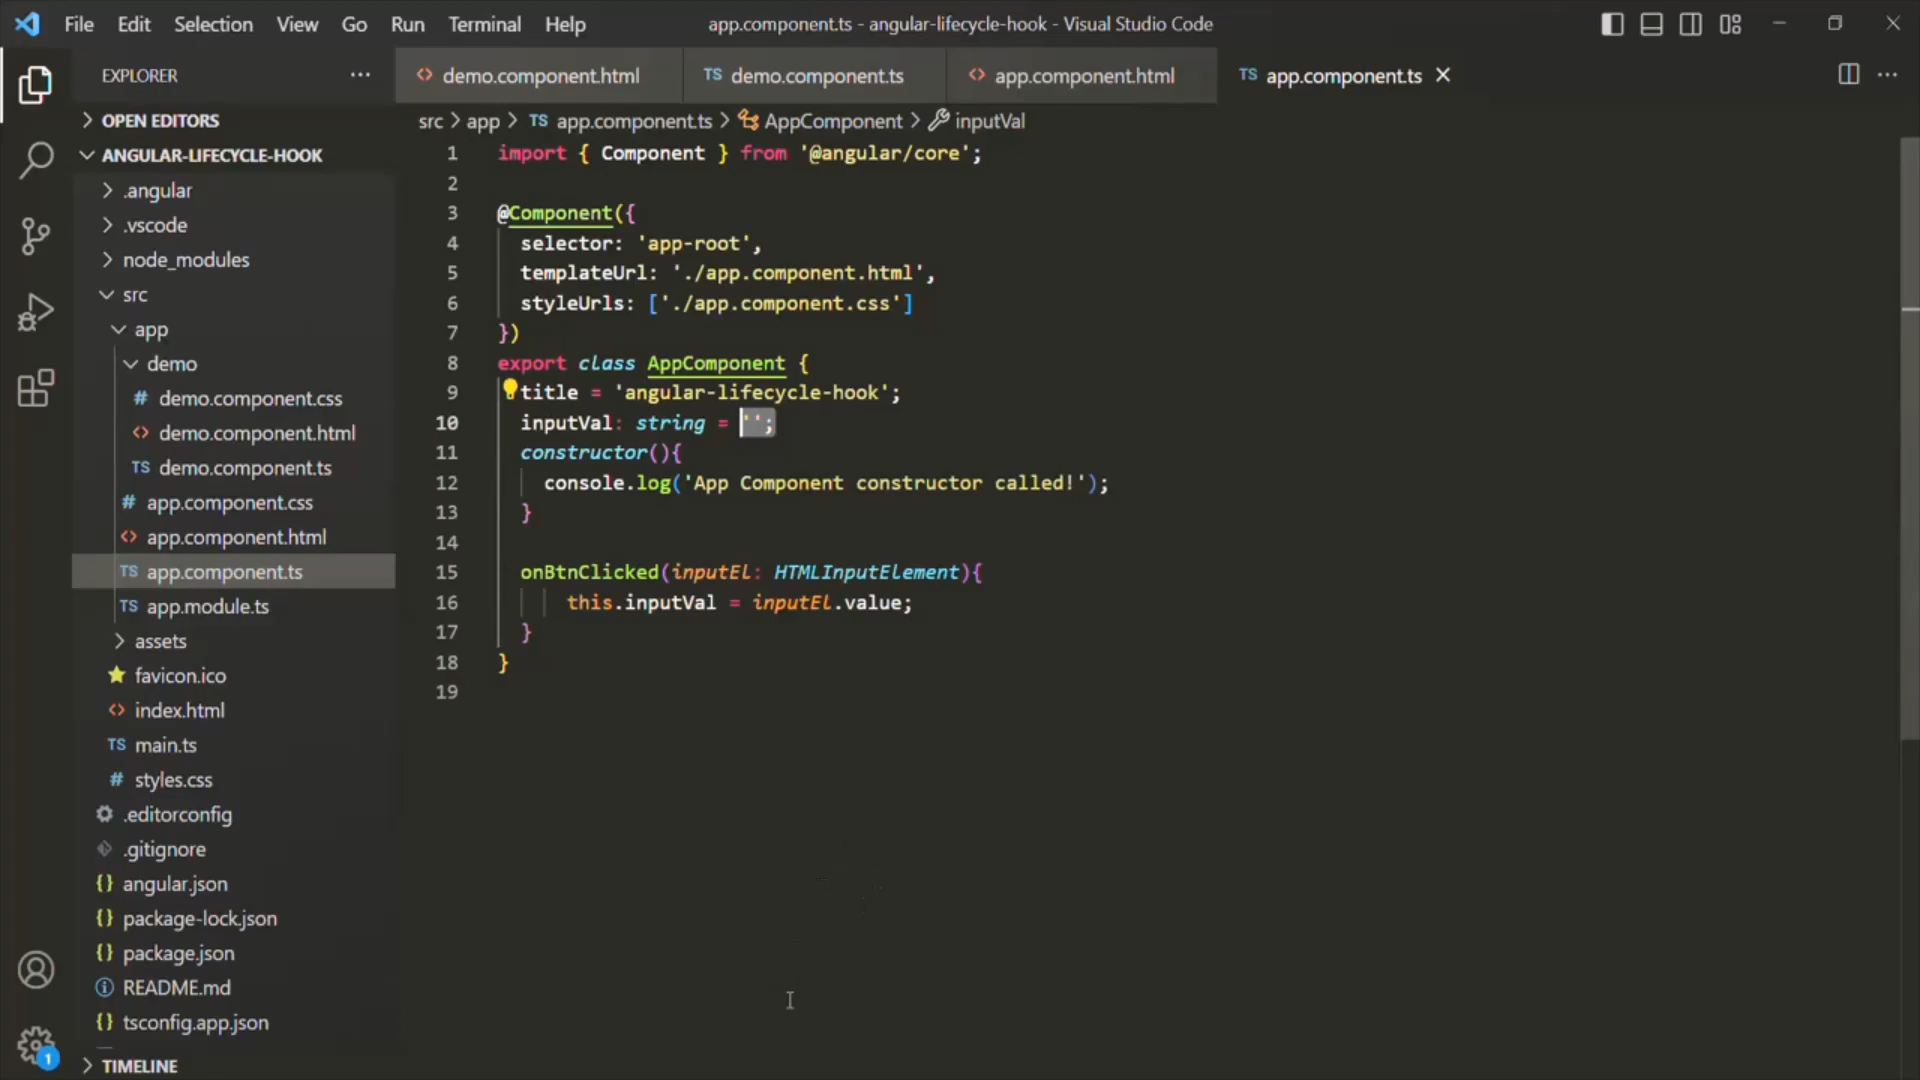 File Edit Selection View Go Run Terminal Help
app.component.ts - angular-lifecycle-hook - Visual Studio Code
EXPLORER
OPEN EDITORS
ANGULAR-LIFECYCLE-HOOK
.angular
.vscode
node_modules
src
app
demo
# demo.component.css
<> demo.component.html
TS demo.component.ts
# app.component.css
<> app.component.html
TS app.component.ts
TS app.module.ts
assets
favicon.ico
<> index.html
TS main.ts
# styles.css
.editorconfig
.gitignore
{} angular.json
{} package-lock.json
{} package.json
README.md
{} tsconfig.app.json
TIMELINE
1
<> demo.component.html TS demo.component.ts <> app.component.html TS app.component.ts
src > app > TS app.component.ts > AppComponent > inputVal
1 import { Component } from '@angular/core';
2
3 @Component({
4 selector: 'app-root',
5 templateUrl: './app.component.html',
6 styleUrls: ['./app.component.css']
7 })
8 export class AppComponent {
9 title = 'angular-lifecycle-hook';
10 inputVal: string = '';
11 constructor(){
12 console.log('App Component constructor called!');
13 }
14
15 onBtnClicked(inputEl: HTMLInputElement){
16 this.inputVal = inputEl.value;
17 }
18 }
19